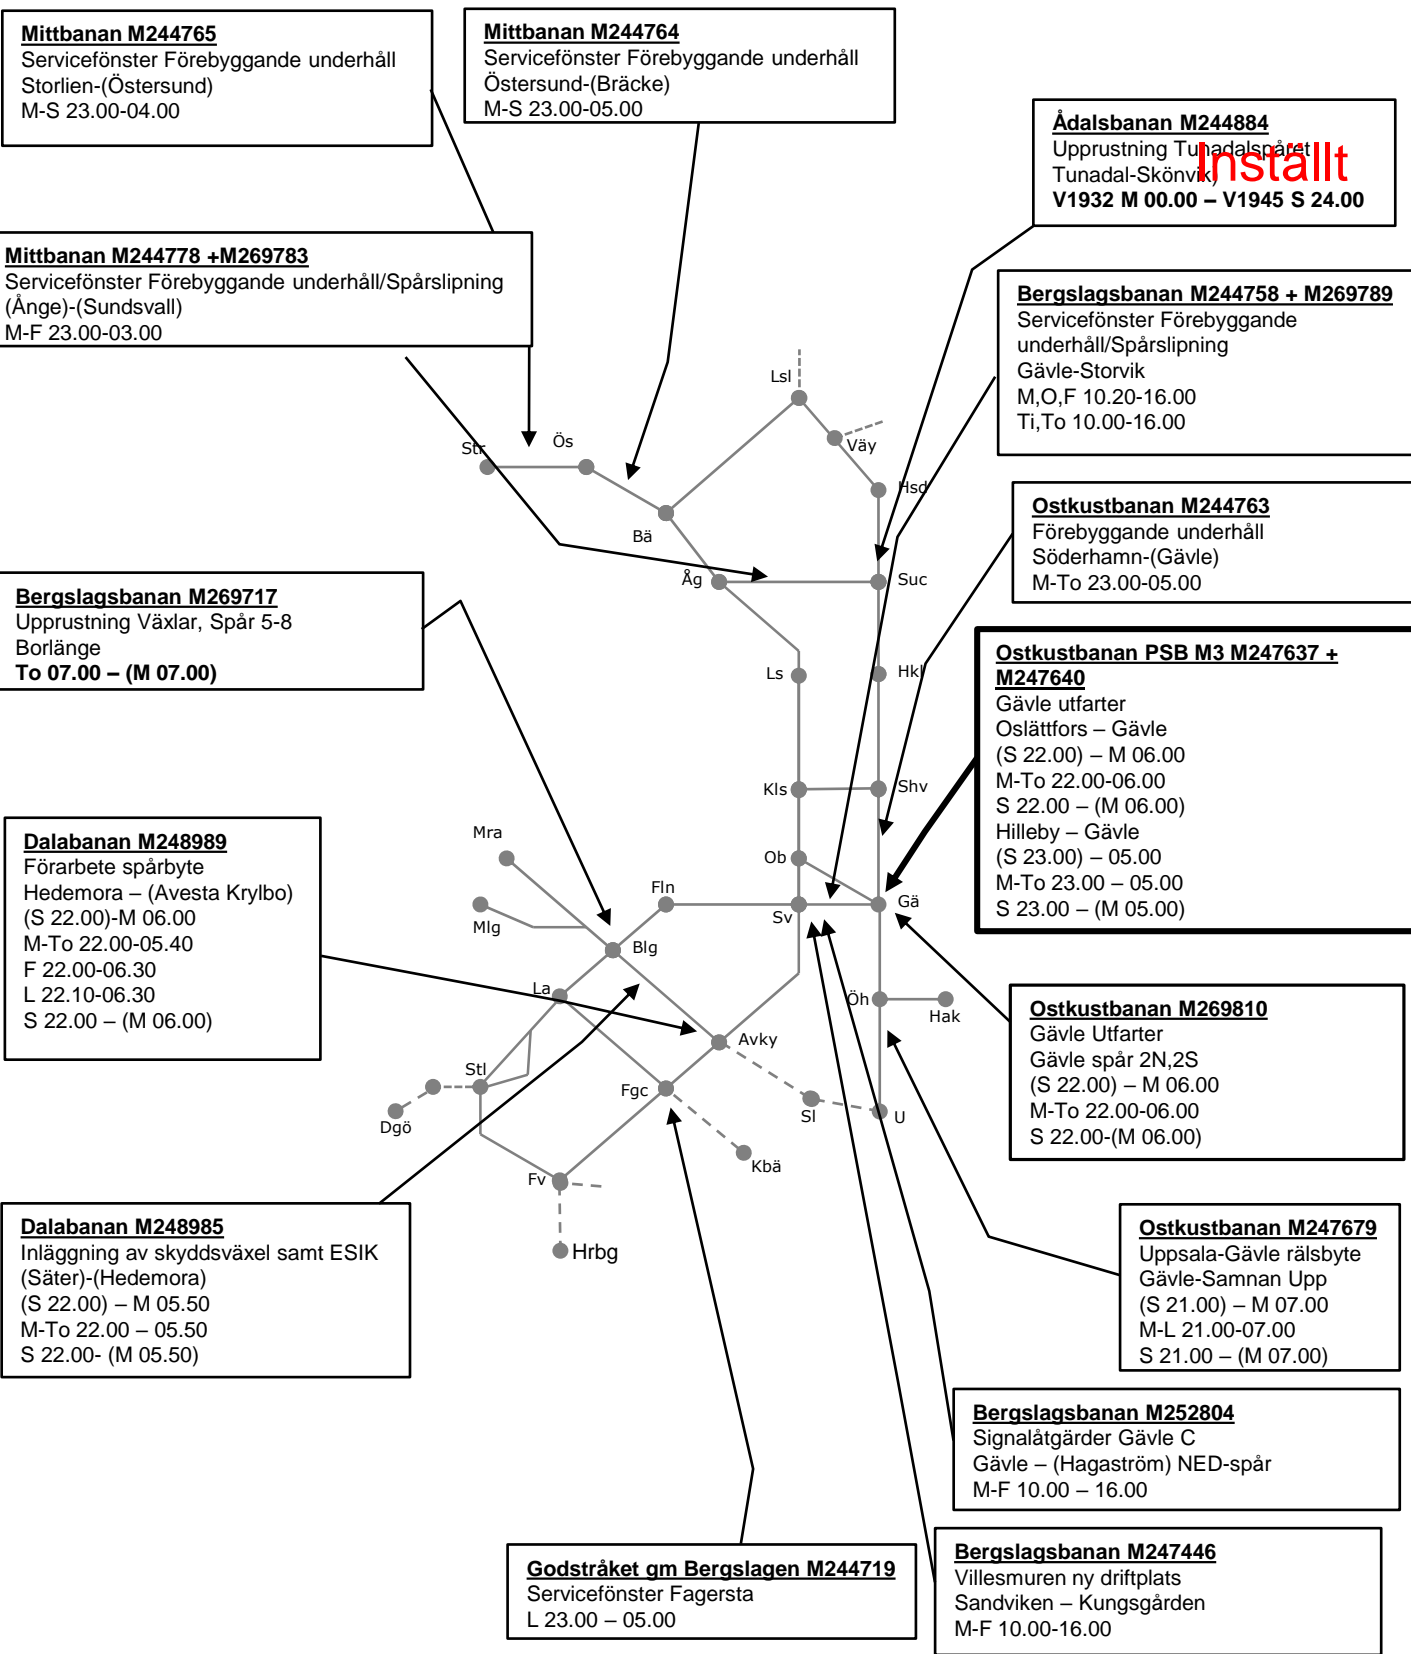 Mittbanan M244765
Servicefönster Förebyggande underhåll
Storlien-(Östersund)
M-S 23.00-04.00
Mittbanan M244764
Servicefönster Förebyggande underhåll
Östersund-(Bräcke)
M-S 23.00-05.00
Ådalsbanan M244884
Upprustning Tunadalspåret
Tunadal-Skönvik)
V1932 M 00.00 – V1945 S 24.00
Inställt
Mittbanan M244778 +M269783
Servicefönster Förebyggande underhåll/Spårslipning
(Ånge)-(Sundsvall)
M-F 23.00-03.00
Bergslagsbanan M244758 + M269789
Servicefönster Förebyggande
underhåll/Spårslipning
Gävle-Storvik
M,O,F 10.20-16.00
Ti,To 10.00-16.00
Ostkustbanan M244763
Förebyggande underhåll
Söderhamn-(Gävle)
M-To 23.00-05.00
Bergslagsbanan M269717
Upprustning Växlar, Spår 5-8
Borlänge
To 07.00 – (M 07.00)
Ostkustbanan PSB M3 M247637 +
M247640
Gävle utfarter
Oslättfors – Gävle
(S 22.00) – M 06.00
M-To 22.00-06.00
S 22.00 – (M 06.00)
Hilleby – Gävle
(S 23.00) – 05.00
M-To 23.00 – 05.00
S 23.00 – (M 05.00)
Dalabanan M248989
Förarbete spårbyte
Hedemora – (Avesta Krylbo)
(S 22.00)-M 06.00
M-To 22.00-05.40
F 22.00-06.30
L 22.10-06.30
S 22.00 – (M 06.00)
Ostkustbanan M269810
Gävle Utfarter
Gävle spår 2N,2S
(S 22.00) – M 06.00
M-To 22.00-06.00
S 22.00-(M 06.00)
Dalabanan M248985
Inläggning av skyddsväxel samt ESIK
(Säter)-(Hedemora)
(S 22.00) – M 05.50
M-To 22.00 – 05.50
S 22.00- (M 05.50)
Ostkustbanan M247679
Uppsala-Gävle rälsbyte
Gävle-Samnan Upp
(S 21.00) – M 07.00
M-L 21.00-07.00
S 21.00 – (M 07.00)
Bergslagsbanan M252804
Signalåtgärder Gävle C
Gävle – (Hagaström) NED-spår
M-F 10.00 – 16.00
Godstråket gm Bergslagen M244719
Servicefönster Fagersta
L 23.00 – 05.00
Bergslagsbanan M247446
Villesmuren ny driftplats
Sandviken – Kungsgården
M-F 10.00-16.00
Lsl
Väy
Str
Ös
Hsd
Bä
Åg
Suc
Ls
Hkl
Kls
Shv
Mra
Ob
Fln
Mlg
Sv
Gä
Blg
La
Öh
Hak
Avky
Stl
Fgc
Sl
U
Dgö
Kbä
Fv
Hrbg